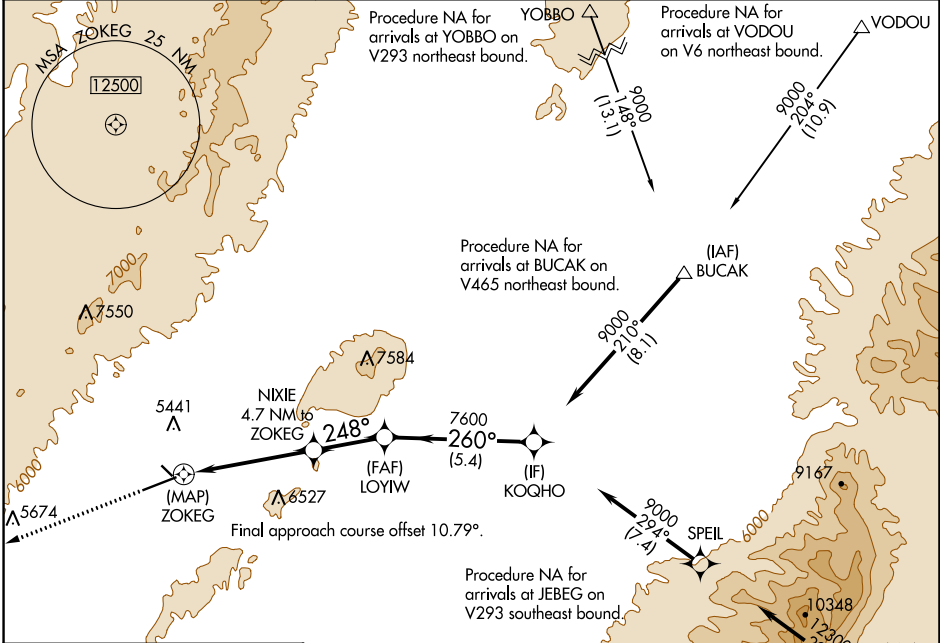 MSA ZOKEG 25 NM
12500
Procedure NA for
arrivals at YOBBO on
V293 northeast bound.
YOBBO
Procedure NA for
arrivals at VODOU
on V6 northeast bound.
VODOU
9000
148°
(13.1)
9000
204°
(10.9)
Procedure NA for
arrivals at BUCAK on
V465 northeast bound.
(IAF)
BUCAK
7000
7550
9000
210°
(8.1)
7584
5441
NIXIE
4.7 NM to
ZOKEG
248°
7600
260°
(5.4)
(FAF)
LOYIW
(IF)
KOQHO
6000
(MAP)
ZOKEG
6527
5674
Final approach course offset 10.79°.
9167
9000
294°
(7.4)
SPEIL
6000
Procedure NA for
arrivals at JEBEG on
V293 southeast bound.
10348
12300